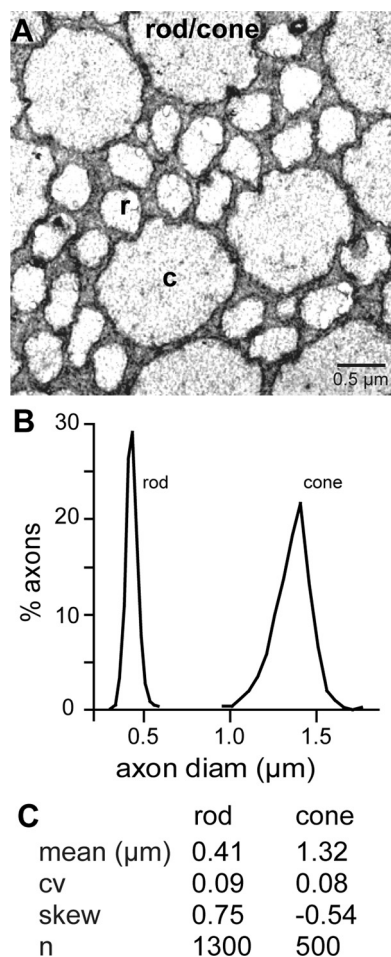 A
rod/cone
r
c
0.5 µm
B
30
rod
cone
20
% axons
10
0
0.5 1.0 1.5
axon diam (µm)
C rod cone
mean (µm) 0.41 1.32
cv 0.09 0.08
skew 0.75 -0.54
n 1300 500